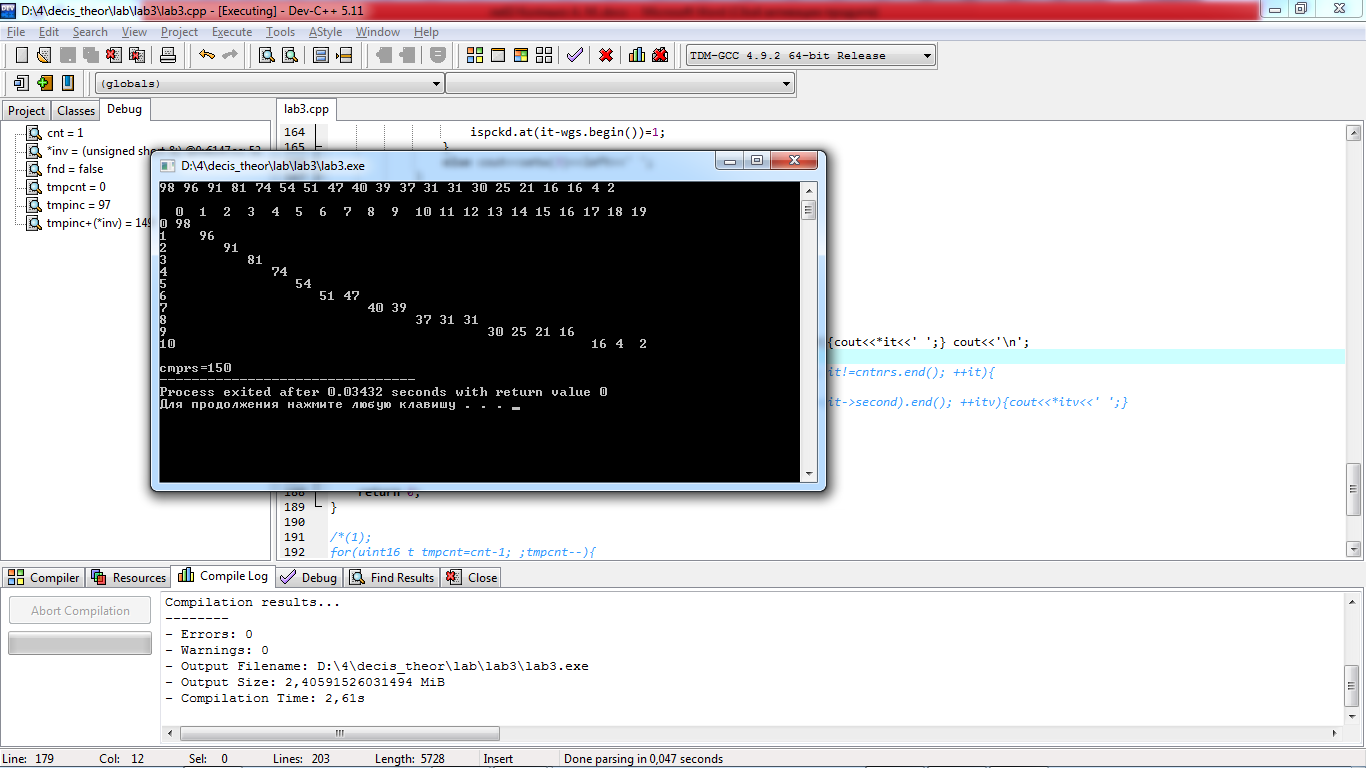 D:\4\decis_theor\lab\lab3\lab3.cpp - [Executing] - Dev-C++ 5.11
File Edit Search View Project Execute Tools AStyle Window Help
TDM-GCC 4.9.2 64-bit Release
(globals)
Project Classes Debug
lab3.cpp
cnt = 1
*inv = (unsigned short &)
fnd = false
tmpcnt = 0
tmpinc = 97
tmpinc+(*inv) = 149
164 ispckd.at(it-wgs.begin())=1;
165 }
D:\4\decis_theor\lab\lab3\lab3.exe
98 96 91 81 74 54 51 47 40 39 37 31 31 30 25 21 16 16 4 2
0 1 2 3 4 5 6 7 8 9 10 11 12 13 14 15 16 17 18 19
0 98
1 96
2 91
3 81
4 74
5 54
6 51 47
7 40 39
8 37 31 31
9 30 25 21 16
10 16 4 2
cmprs=150
--------------------------------
Process exited after 0.03432 seconds with return value 0
Для продолжения нажмите любую клавишу . . .
{cout<<*it<<' ';} cout<<'\n';
it!=cntnrs.end(); ++it){
it->second).end(); ++itv){cout<<*itv<<' ';}
188 return 0;
189 }
190
191 /*(1);
192 for(uint16_t tmpcnt=cnt-1; ;tmpcnt--){
Compiler Resources Compile Log Debug Find Results Close
Abort Compilation
Compilation results...
--------
- Errors: 0
- Warnings: 0
- Output Filename: D:\4\decis_theor\lab\lab3\lab3.exe
- Output Size: 2,40591526031494 MiB
- Compilation Time: 2,61s
Line: 179 Col: 12 Sel: 0 Lines: 203 Length: 5728 Insert Done parsing in 0,047 seconds